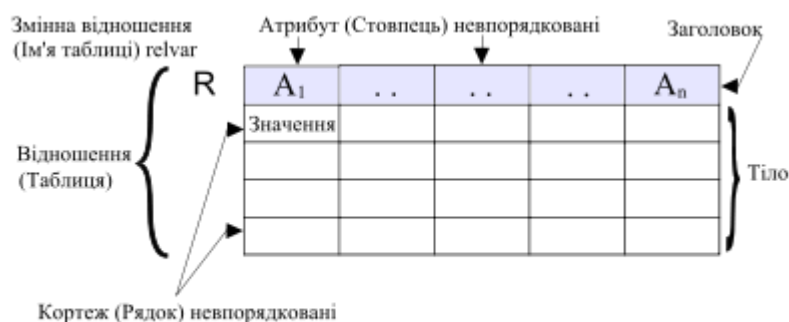 Змінна відношення
(Ім'я таблиці) relvar
Атрибут (Стовпець) невпорядковані
Заголовок
R
A1 . . . . . . An
Значення
Відношення
(Таблиця)
Тіло
Кортеж (Рядок) невпорядковані